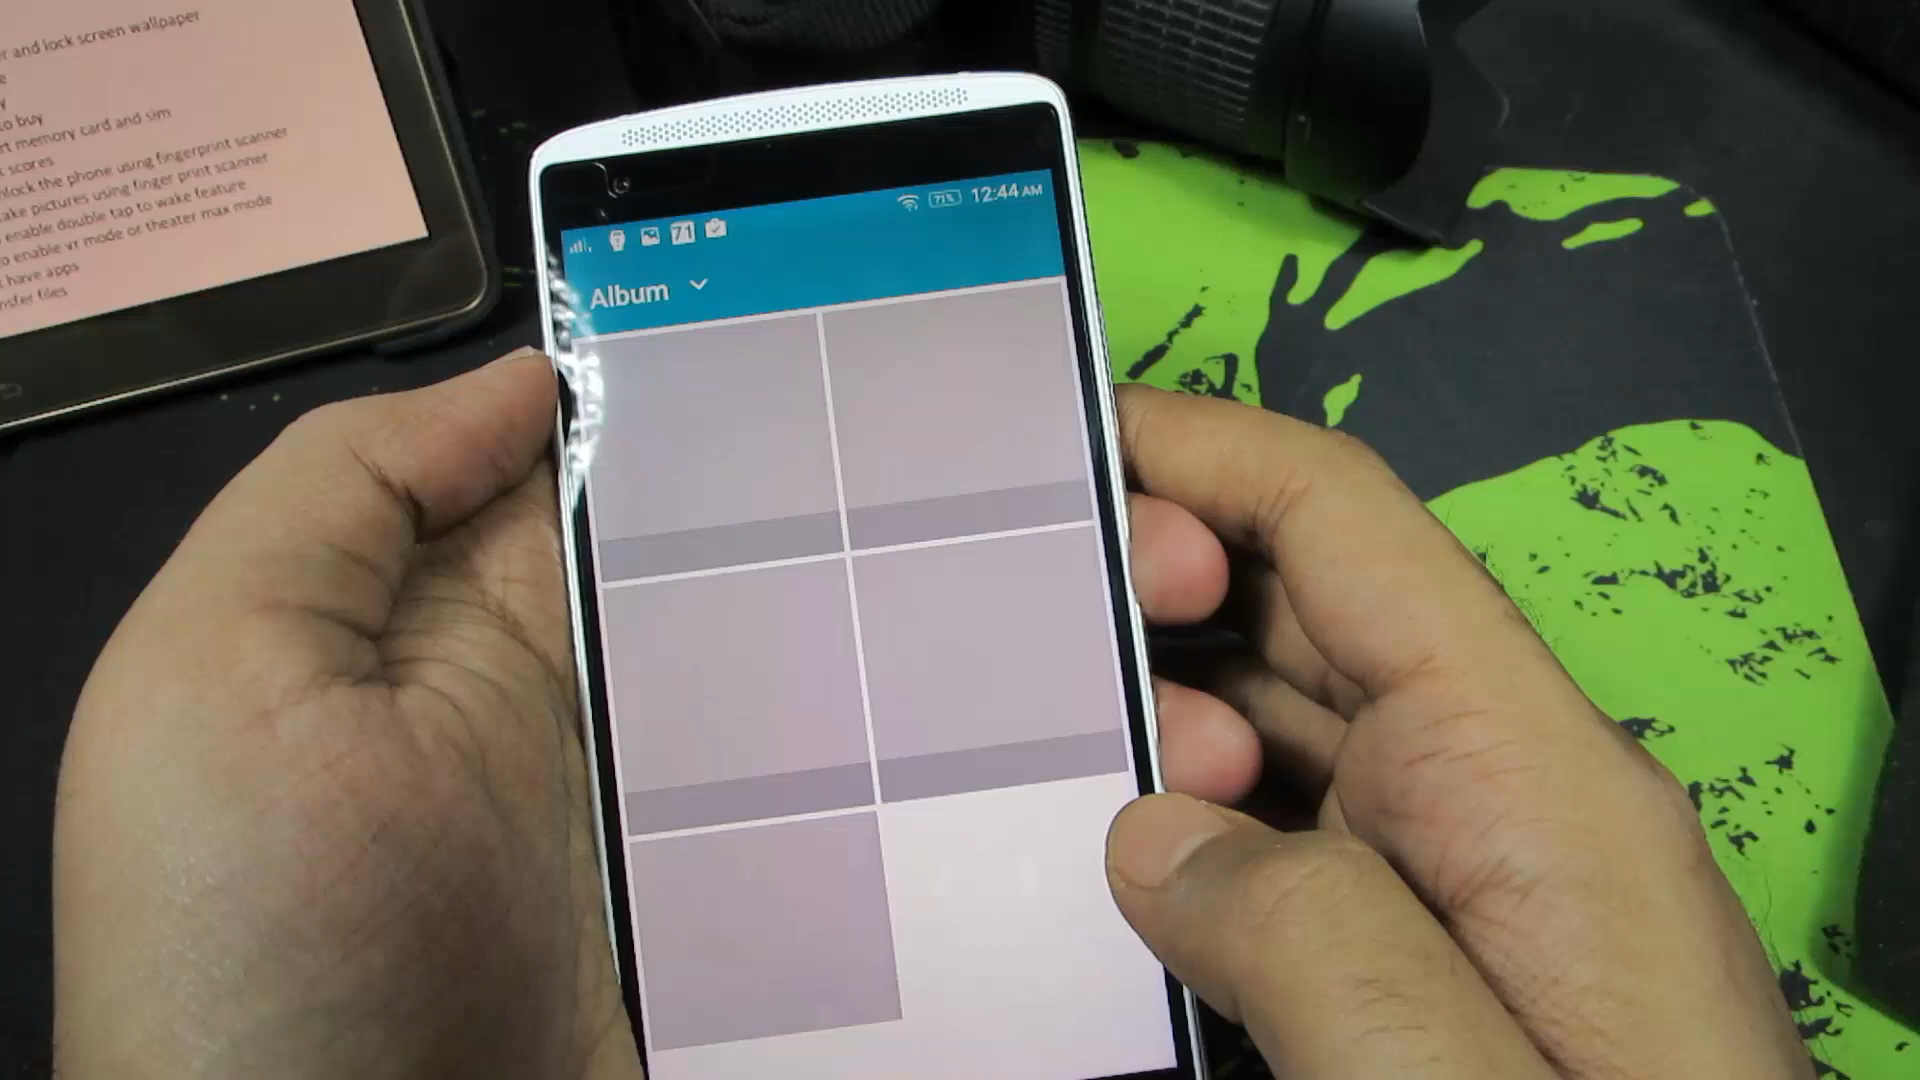 r and lock screen wallpaper
e
y
to buy
rt memory card and sim
k scores
nlock the phone using fingerprint scanner
take pictures using finger print scanner
enable double tap to wake feature
o enable vr mode or theater max mode
t have apps
nsfer files
71
71%
12:44 AM
Album